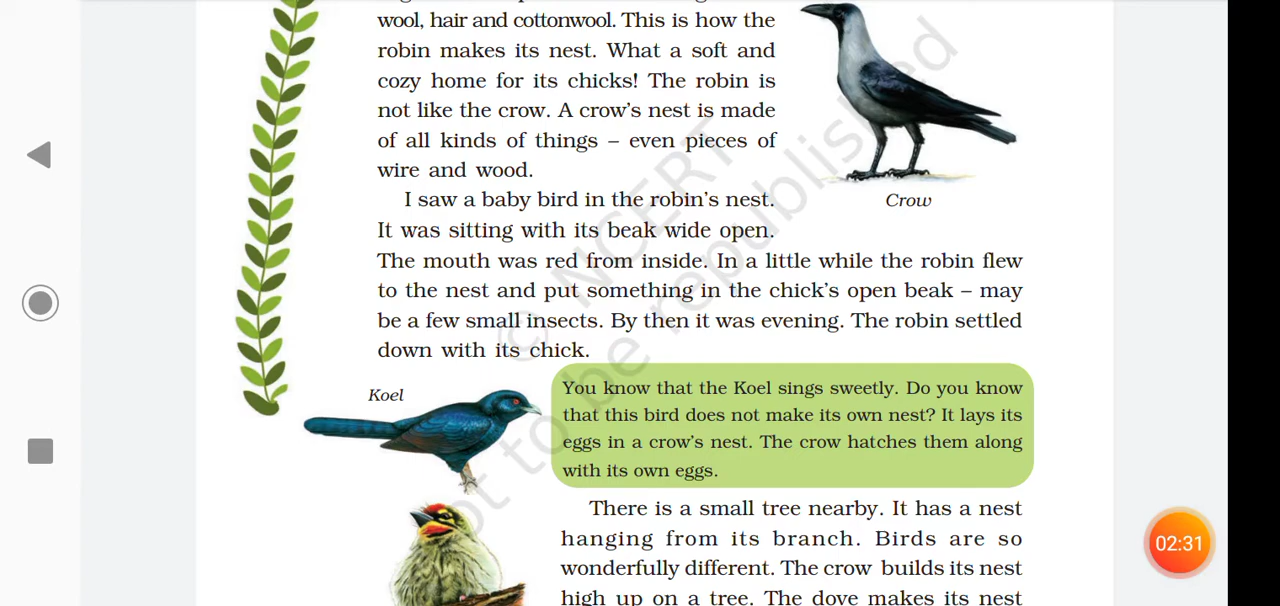 wool, hair and cottonwool. This is how the
robin makes its nest. What a soft and
cozy home for its chicks! The robin is
not like the crow. A crow's nest is made
of all kinds of things – even pieces of
wire and wood.
Crow
I saw a baby bird in the robin's nest.
It was sitting with its beak wide open.
The mouth was red from inside. In a little while the robin flew
to the nest and put something in the chick's open beak – may
be a few small insects. By then it was evening. The robin settled
down with its chick.
Koel
You know that the Koel sings sweetly. Do you know
that this bird does not make its own nest? It lays its
eggs in a crow's nest. The crow hatches them along
with its own eggs.
There is a small tree nearby. It has a nest
hanging from its branch. Birds are so
wonderfully different. The crow builds its nest
high up on a tree. The dove makes its nest
© NCERT
not to be republished
02:31